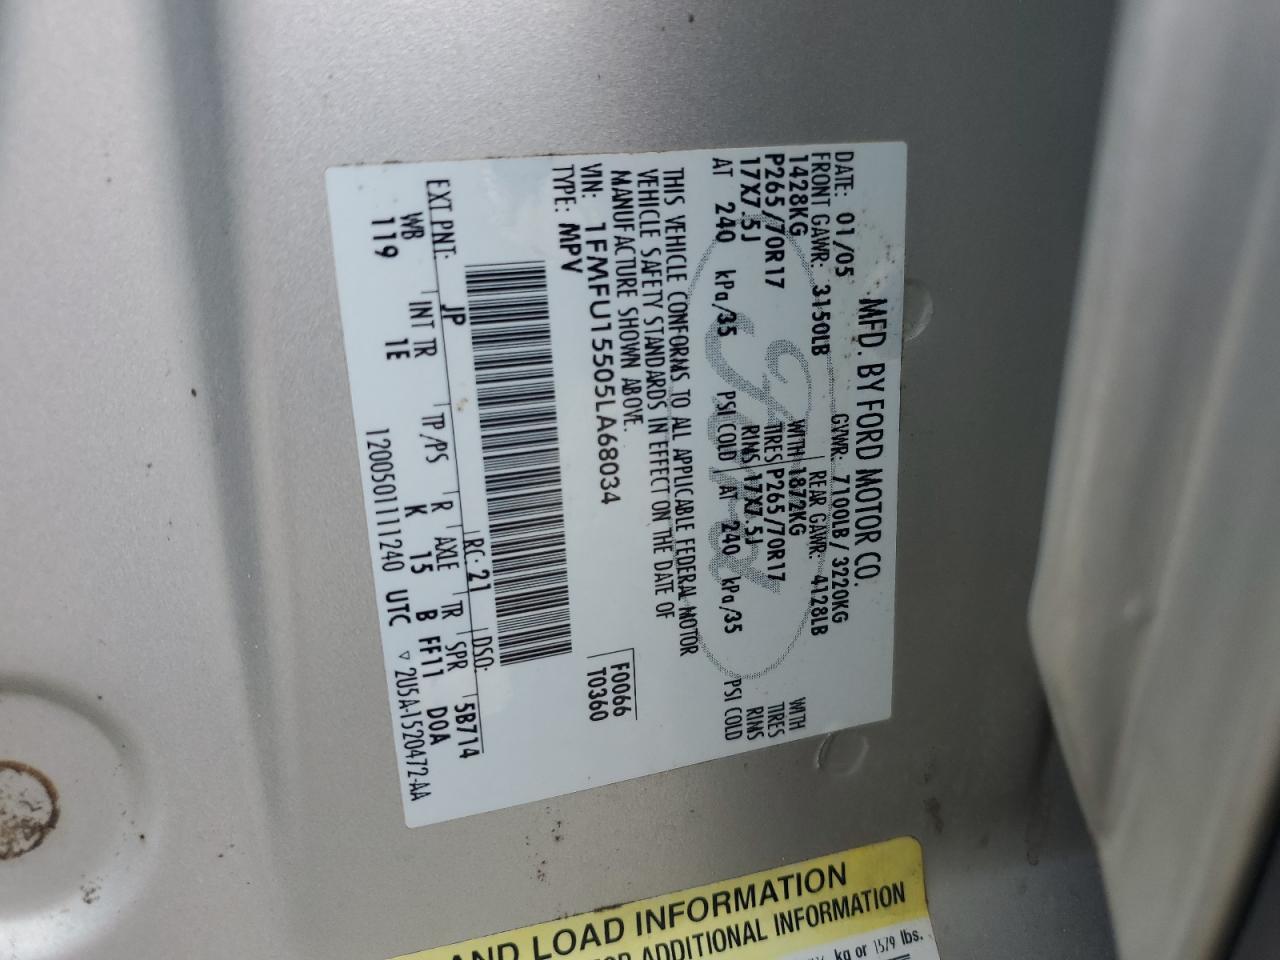 MFD. BY FORD MOTOR CO.
DATE: 01/05 GVWR: 7100LB / 3220KG
FRONT GAWR: 3150LB REAR GAWR: 4128LB
1428KG WITH 1872KG WITH
P265/70R17 TIRES P265/70R17 TIRES
17X7.5J RIMS 17X7.5J RIMS
AT 240 kPa/35 PSI COLD AT 240 kPa/35 PSI COLD
THIS VEHICLE CONFORMS TO ALL APPLICABLE FEDERAL MOTOR
VEHICLE SAFETY STANDARDS IN EFFECT ON THE DATE OF
MANUFACTURE SHOWN ABOVE.
VIN: 1FMFU15505LA68034 F0066
TYPE: MPV T0360
EXT PNT: JP RC: 21 DSO: 5B714
WB INT TR TP/PS R AXLE TR SPR
119 1E K 15 B FF11 DOA
12005011111240 UTC ▽2U5A-1520472-AA
AND LOAD INFORMATION
FOR ADDITIONAL INFORMATION
kg or 1579 lbs.